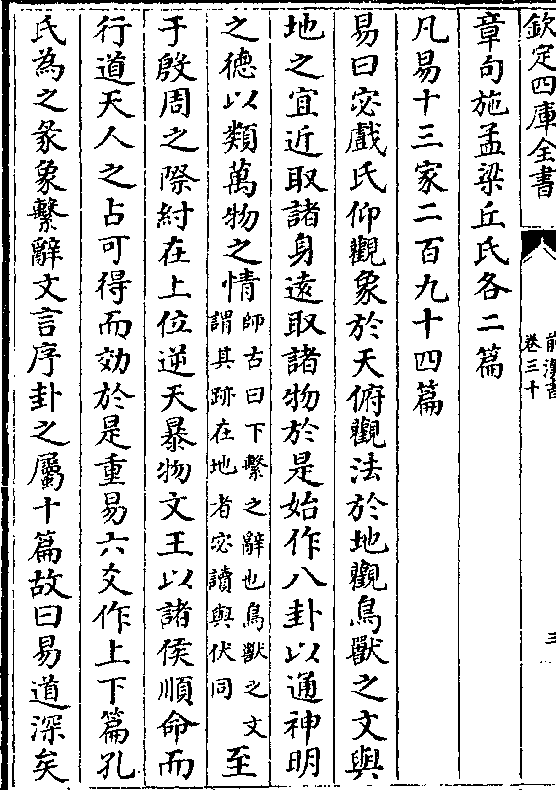 欽定四庫全書
前漢書
卷三十
三
章句施孟梁丘氏各二篇
凡易十三家二百九十四篇
易曰宓戲氏仰觀象於天俯觀法於地觀鳥獸之文與
地之宜近取諸身遠取諸物於是始作八卦以通神明
之德以類萬物之情師古曰下繫之辭也鳥獸之文謂其跡在地者宓讀與伏同至
于殷周之際紂在上位逆天暴物文王以諸侯順命而
行道天人之占可得而効於是重易六爻作上下篇孔
氏為之彖象繫辭文言序卦之屬十篇故曰易道深矣